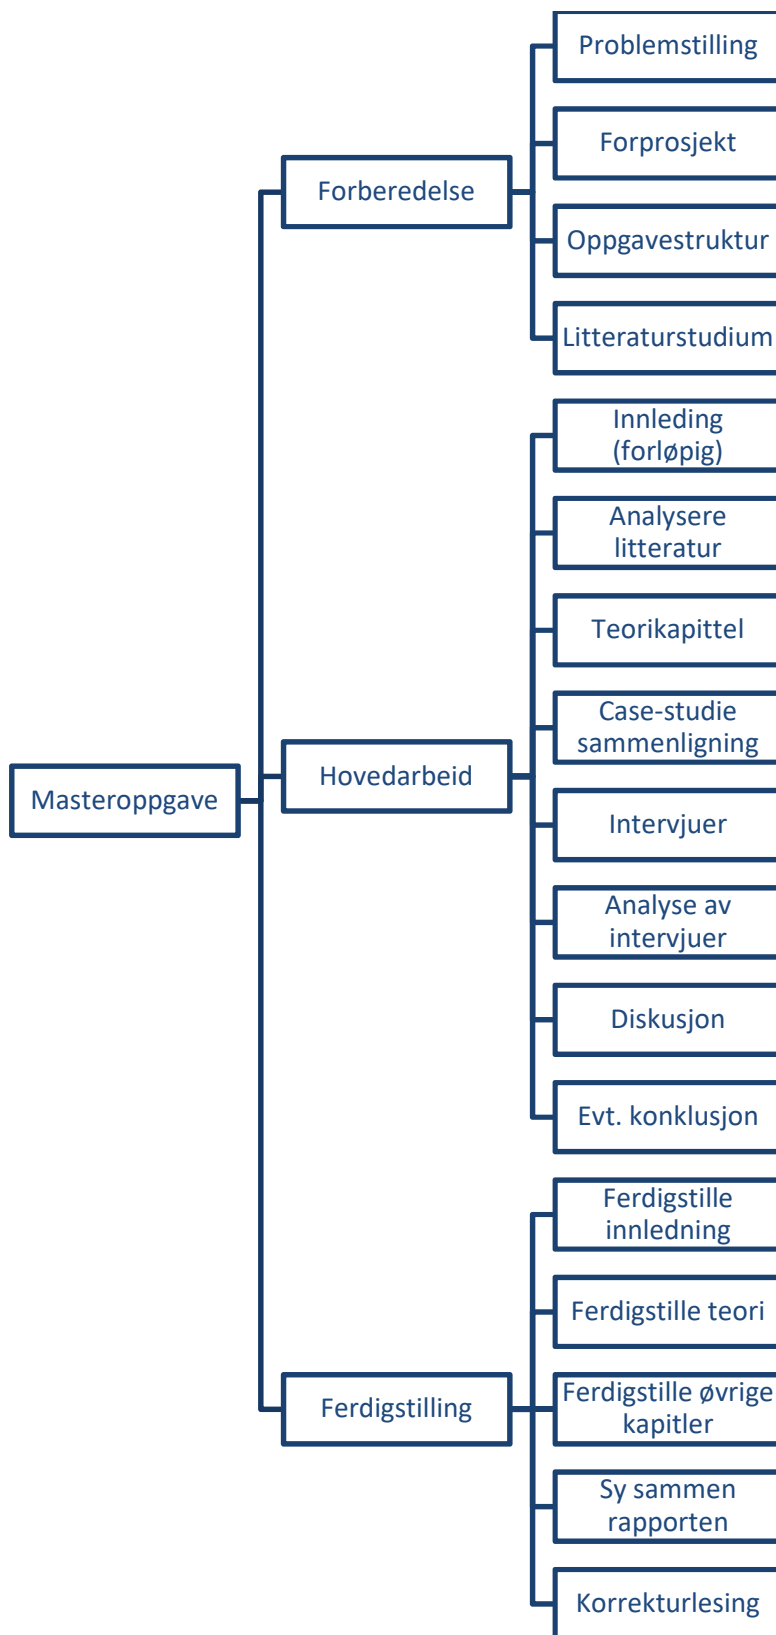 Masteroppgave
Forberedelse
Problemstilling
Forprosjekt
Oppgavestruktur
Litteraturstudium
Hovedarbeid
Innleding
(forløpig)
Analysere
litteratur
Teorikapittel
Case-studie
sammenligning
Intervjuer
Analyse av
intervjuer
Diskusjon
Evt. konklusjon
Ferdigstilling
Ferdigstille
innledning
Ferdigstille teori
Ferdigstille øvrige
kapitler
Sy sammen
rapporten
Korrekturlesing